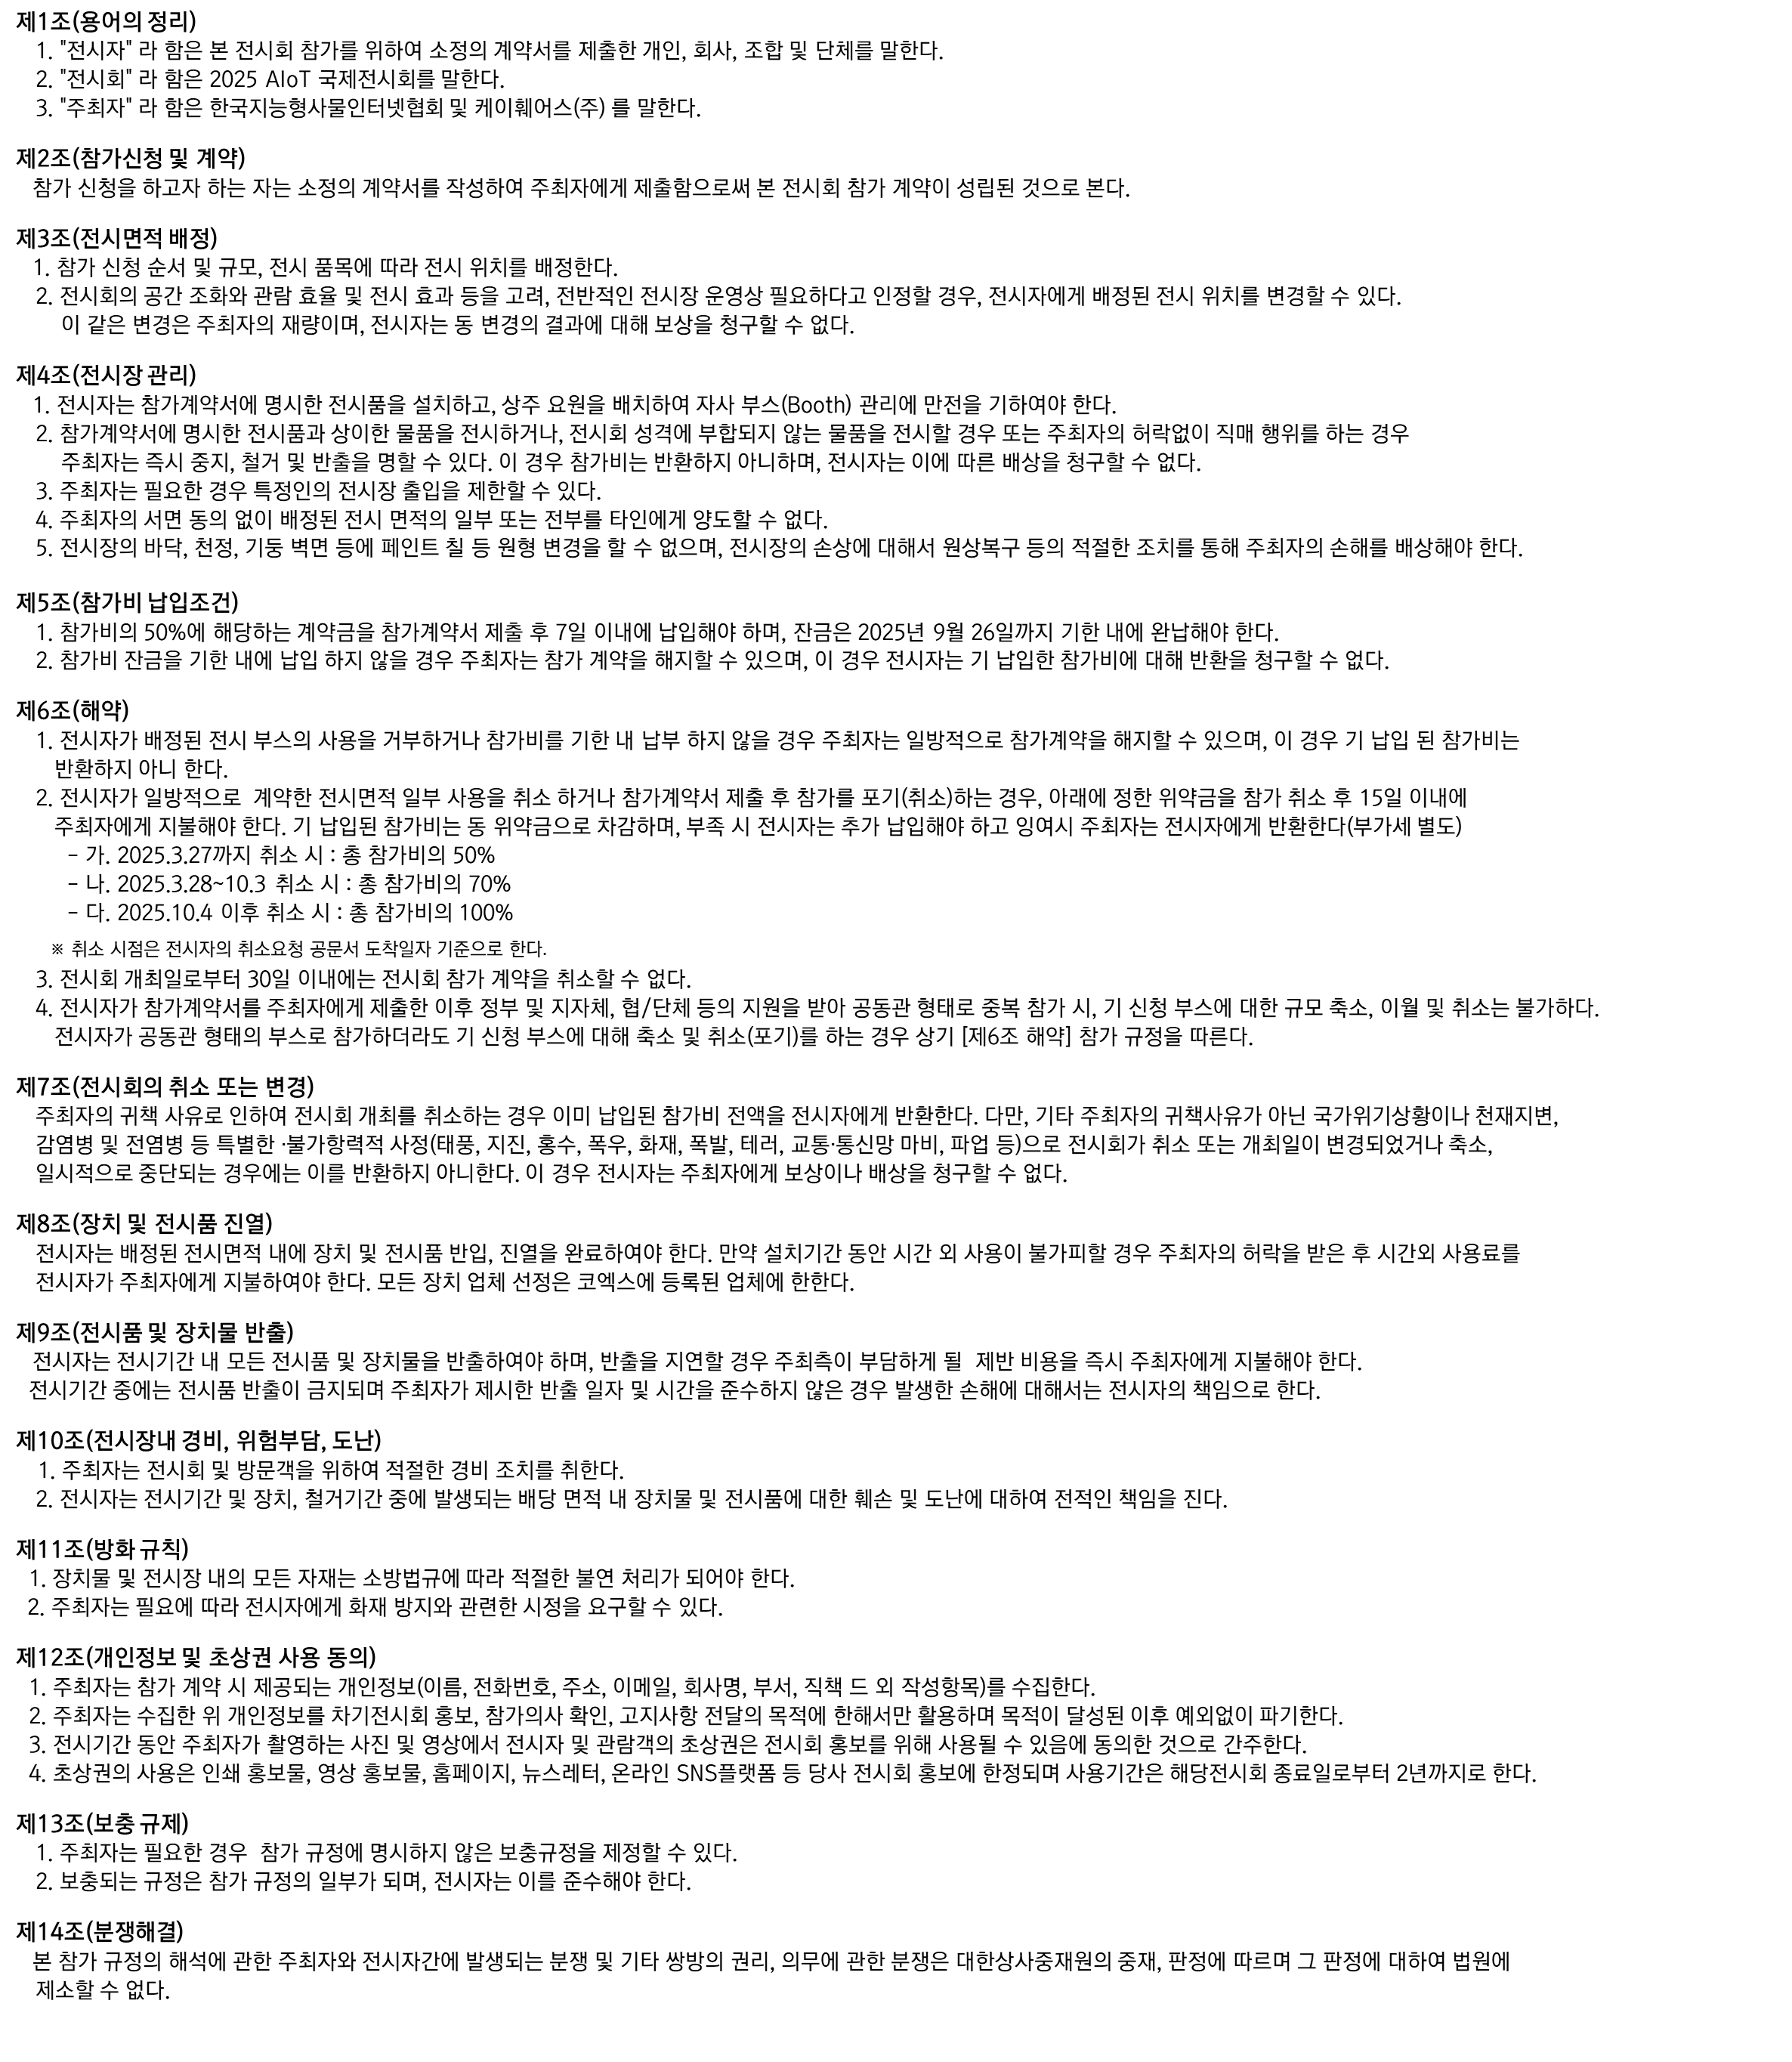 제1조(용어의 정리)
1. "전시자" 라 함은 본 전시회 참가를 위하여 소정의 계약서를 제출한 개인, 회사, 조합 및 단체를 말한다.
2. "전시회" 라 함은 2025 AIoT 국제전시회를 말한다.
3. "주최자" 라 함은 한국지능형사물인터넷협회 및 케이훼어스(주) 를 말한다.
제2조(참가신청 및 계약)
참가 신청을 하고자 하는 자는 소정의 계약서를 작성하여 주최자에게 제출함으로써 본 전시회 참가 계약이 성립된 것으로 본다.
제3조(전시면적 배정)
1. 참가 신청 순서 및 규모, 전시 품목에 따라 전시 위치를 배정한다.
2. 전시회의 공간 조화와 관람 효율 및 전시 효과 등을 고려, 전반적인 전시장 운영상 필요하다고 인정할 경우, 전시자에게 배정된 전시 위치를 변경할 수 있다.
이 같은 변경은 주최자의 재량이며, 전시자는 동 변경의 결과에 대해 보상을 청구할 수 없다.
제4조(전시장 관리)
1. 전시자는 참가계약서에 명시한 전시품을 설치하고, 상주 요원을 배치하여 자사 부스(Booth) 관리에 만전을 기하여야 한다.
2. 참가계약서에 명시한 전시품과 상이한 물품을 전시하거나, 전시회 성격에 부합되지 않는 물품을 전시할 경우 또는 주최자의 허락없이 직매 행위를 하는 경우
주최자는 즉시 중지, 철거 및 반출을 명할 수 있다. 이 경우 참가비는 반환하지 아니하며, 전시자는 이에 따른 배상을 청구할 수 없다.
3. 주최자는 필요한 경우 특정인의 전시장 출입을 제한할 수 있다.
4. 주최자의 서면 동의 없이 배정된 전시 면적의 일부 또는 전부를 타인에게 양도할 수 없다.
5. 전시장의 바닥, 천정, 기둥 벽면 등에 페인트 칠 등 원형 변경을 할 수 없으며, 전시장의 손상에 대해서 원상복구 등의 적절한 조치를 통해 주최자의 손해를 배상해야 한다.
제5조(참가비 납입조건)
1. 참가비의 50%에 해당하는 계약금을 참가계약서 제출 후 7일 이내에 납입해야 하며, 잔금은 2025년 9월 26일까지 기한 내에 완납해야 한다.
2. 참가비 잔금을 기한 내에 납입 하지 않을 경우 주최자는 참가 계약을 해지할 수 있으며, 이 경우 전시자는 기 납입한 참가비에 대해 반환을 청구할 수 없다.
제6조(해약)
1. 전시자가 배정된 전시 부스의 사용을 거부하거나 참가비를 기한 내 납부 하지 않을 경우 주최자는 일방적으로 참가계약을 해지할 수 있으며, 이 경우 기 납입 된 참가비는
반환하지 아니 한다.
2. 전시자가 일방적으로 계약한 전시면적 일부 사용을 취소 하거나 참가계약서 제출 후 참가를 포기(취소)하는 경우, 아래에 정한 위약금을 참가 취소 후 15일 이내에
주최자에게 지불해야 한다. 기 납입된 참가비는 동 위약금으로 차감하며, 부족 시 전시자는 추가 납입해야 하고 잉여시 주최자는 전시자에게 반환한다(부가세 별도)
- 가. 2025.3.27까지 취소 시 : 총 참가비의 50%
- 나. 2025.3.28~10.3 취소 시 : 총 참가비의 70%
- 다. 2025.10.4 이후 취소 시 : 총 참가비의 100%
※ 취소 시점은 전시자의 취소요청 공문서 도착일자 기준으로 한다.
3. 전시회 개최일로부터 30일 이내에는 전시회 참가 계약을 취소할 수 없다.
4. 전시자가 참가계약서를 주최자에게 제출한 이후 정부 및 지자체, 협/단체 등의 지원을 받아 공동관 형태로 중복 참가 시, 기 신청 부스에 대한 규모 축소, 이월 및 취소는 불가하다.
전시자가 공동관 형태의 부스로 참가하더라도 기 신청 부스에 대해 축소 및 취소(포기)를 하는 경우 상기 [제6조 해약] 참가 규정을 따른다.
제7조(전시회의 취소 또는 변경)
주최자의 귀책 사유로 인하여 전시회 개최를 취소하는 경우 이미 납입된 참가비 전액을 전시자에게 반환한다. 다만, 기타 주최자의 귀책사유가 아닌 국가위기상황이나 천재지변,
감염병 및 전염병 등 특별한 ·불가항력적 사정(태풍, 지진, 홍수, 폭우, 화재, 폭발, 테러, 교통·통신망 마비, 파업 등)으로 전시회가 취소 또는 개최일이 변경되었거나 축소,
일시적으로 중단되는 경우에는 이를 반환하지 아니한다. 이 경우 전시자는 주최자에게 보상이나 배상을 청구할 수 없다.
제8조(장치 및 전시품 진열)
전시자는 배정된 전시면적 내에 장치 및 전시품 반입, 진열을 완료하여야 한다. 만약 설치기간 동안 시간 외 사용이 불가피할 경우 주최자의 허락을 받은 후 시간외 사용료를
전시자가 주최자에게 지불하여야 한다. 모든 장치 업체 선정은 코엑스에 등록된 업체에 한한다.
제9조(전시품 및 장치물 반출)
전시자는 전시기간 내 모든 전시품 및 장치물을 반출하여야 하며, 반출을 지연할 경우 주최측이 부담하게 될 제반 비용을 즉시 주최자에게 지불해야 한다.
전시기간 중에는 전시품 반출이 금지되며 주최자가 제시한 반출 일자 및 시간을 준수하지 않은 경우 발생한 손해에 대해서는 전시자의 책임으로 한다.
제10조(전시장내 경비, 위험부담, 도난)
1. 주최자는 전시회 및 방문객을 위하여 적절한 경비 조치를 취한다.
2. 전시자는 전시기간 및 장치, 철거기간 중에 발생되는 배당 면적 내 장치물 및 전시품에 대한 훼손 및 도난에 대하여 전적인 책임을 진다.
제11조(방화 규칙)
1. 장치물 및 전시장 내의 모든 자재는 소방법규에 따라 적절한 불연 처리가 되어야 한다.
2. 주최자는 필요에 따라 전시자에게 화재 방지와 관련한 시정을 요구할 수 있다.
제12조(개인정보 및 초상권 사용 동의)
1. 주최자는 참가 계약 시 제공되는 개인정보(이름, 전화번호, 주소, 이메일, 회사명, 부서, 직책 드 외 작성항목)를 수집한다.
2. 주최자는 수집한 위 개인정보를 차기전시회 홍보, 참가의사 확인, 고지사항 전달의 목적에 한해서만 활용하며 목적이 달성된 이후 예외없이 파기한다.
3. 전시기간 동안 주최자가 촬영하는 사진 및 영상에서 전시자 및 관람객의 초상권은 전시회 홍보를 위해 사용될 수 있음에 동의한 것으로 간주한다.
4. 초상권의 사용은 인쇄 홍보물, 영상 홍보물, 홈페이지, 뉴스레터, 온라인 SNS플랫폼 등 당사 전시회 홍보에 한정되며 사용기간은 해당전시회 종료일로부터 2년까지로 한다.
제13조(보충 규제)
1. 주최자는 필요한 경우 참가 규정에 명시하지 않은 보충규정을 제정할 수 있다.
2. 보충되는 규정은 참가 규정의 일부가 되며, 전시자는 이를 준수해야 한다.
제14조(분쟁해결)
본 참가 규정의 해석에 관한 주최자와 전시자간에 발생되는 분쟁 및 기타 쌍방의 권리, 의무에 관한 분쟁은 대한상사중재원의 중재, 판정에 따르며 그 판정에 대하여 법원에
제소할 수 없다.